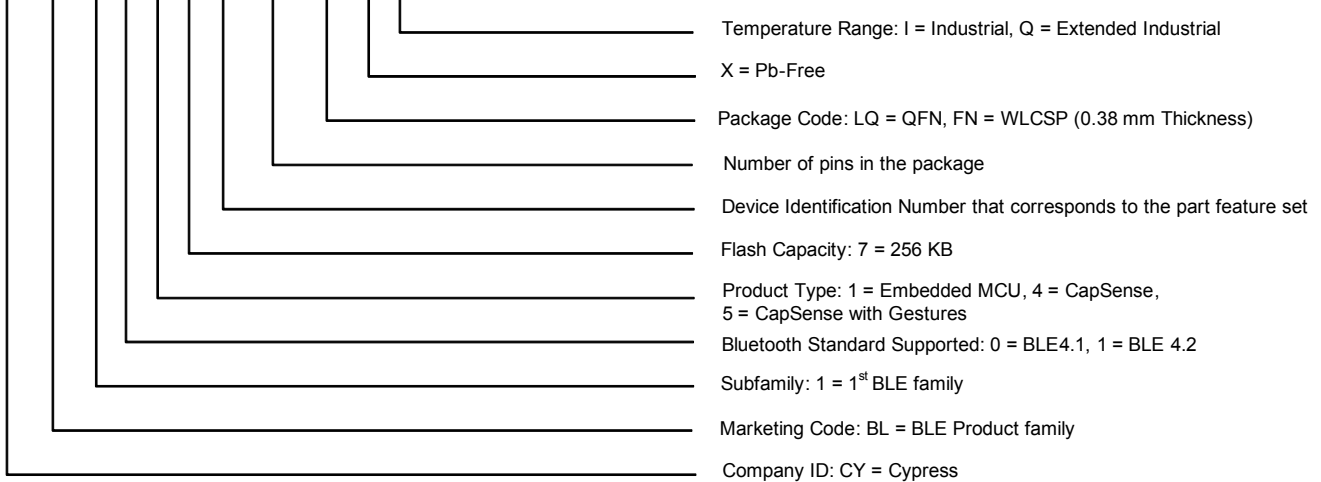 Temperature Range: I = Industrial, Q = Extended Industrial
X = Pb-Free
Package Code: LQ = QFN, FN = WLCSP (0.38 mm Thickness)
Number of pins in the package
Device Identification Number that corresponds to the part feature set
Flash Capacity: 7 = 256 KB
Product Type: 1 = Embedded MCU, 4 = CapSense,
5 = CapSense with Gestures
Bluetooth Standard Supported: 0 = BLE4.1, 1 = BLE 4.2
Subfamily: 1 = 1st BLE family
Marketing Code: BL = BLE Product family
Company ID: CY = Cypress